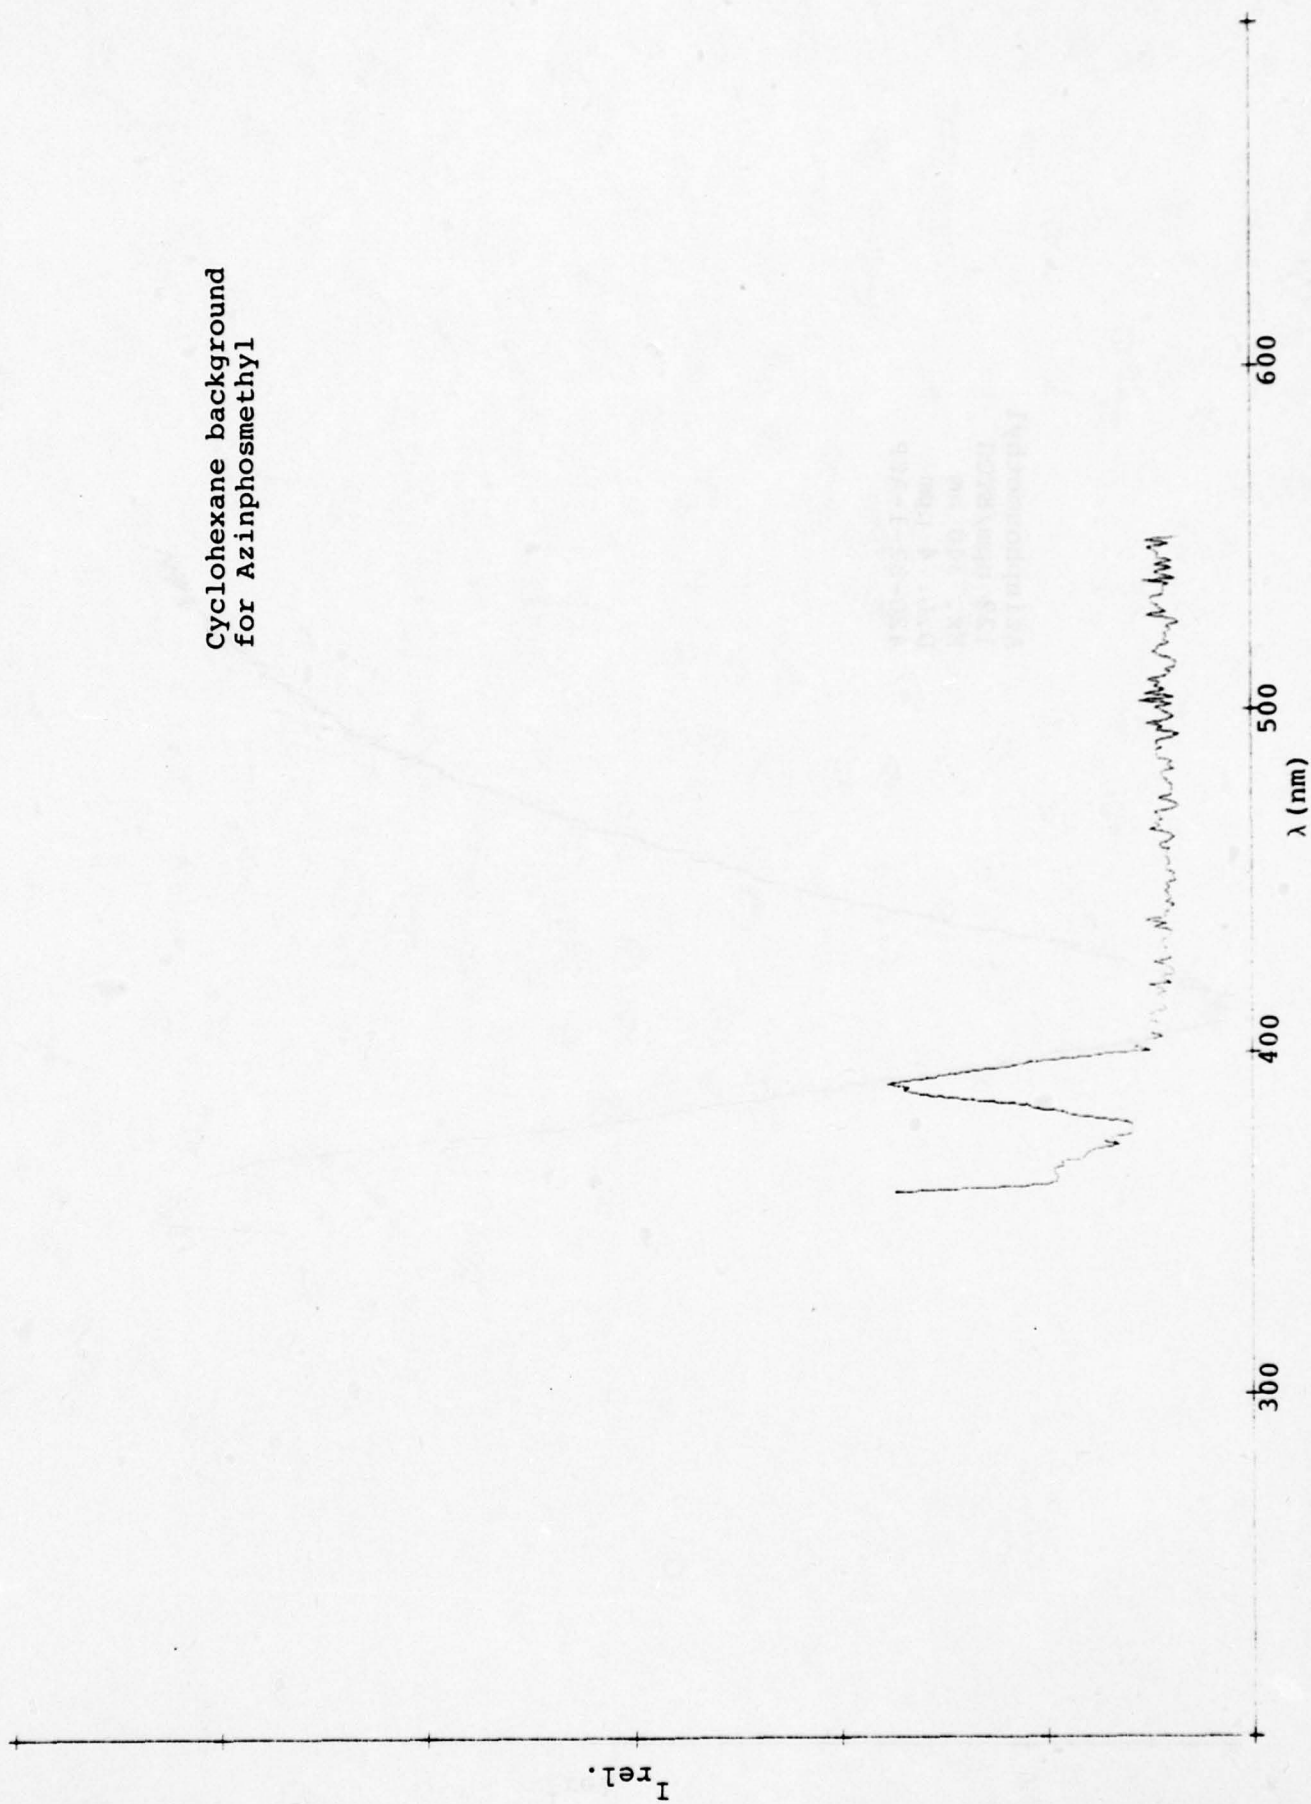 Cyclohexane background
for Azinphosmethyl
I rel.
300
400
500
600
λ (nm)